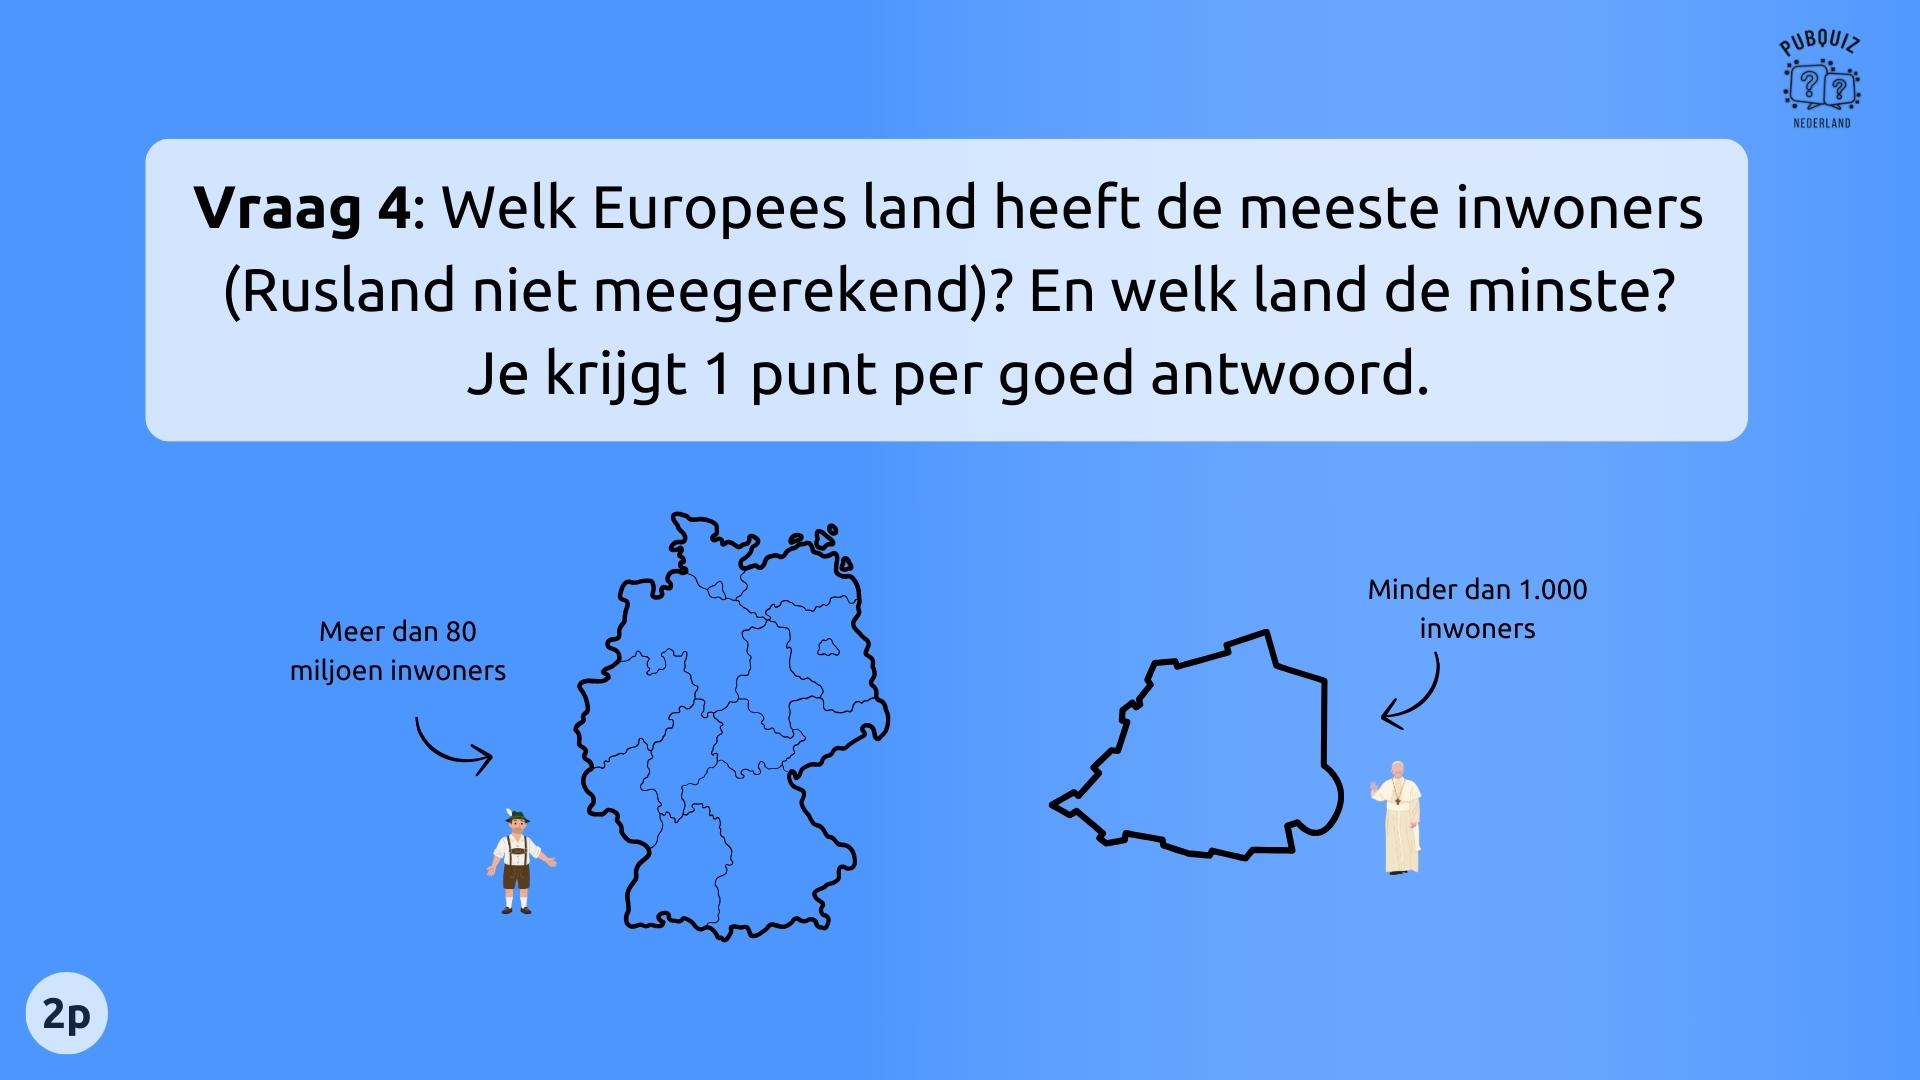 PUBQUIZ
? ?
NEDERLAND
Vraag 4: Welk Europees land heeft de meeste inwoners
(Rusland niet meegerekend)? En welk land de minste?
Je krijgt 1 punt per goed antwoord.
Meer dan 80
miljoen inwoners
Minder dan 1.000
inwoners
2p